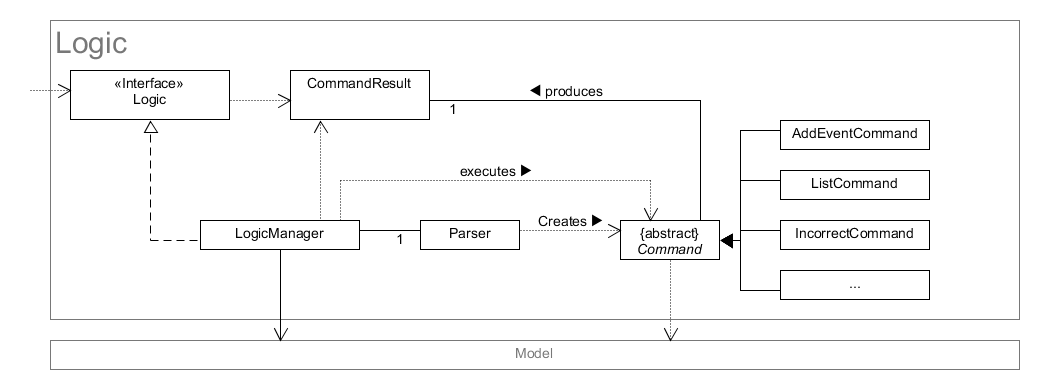 Logic
«Interface»
Logic
CommandResult
◀ produces
1
AddEventCommand
executes ▶
ListCommand
LogicManager
1
Parser
Creates ▶
{abstract}
Command
IncorrectCommand
...
Model